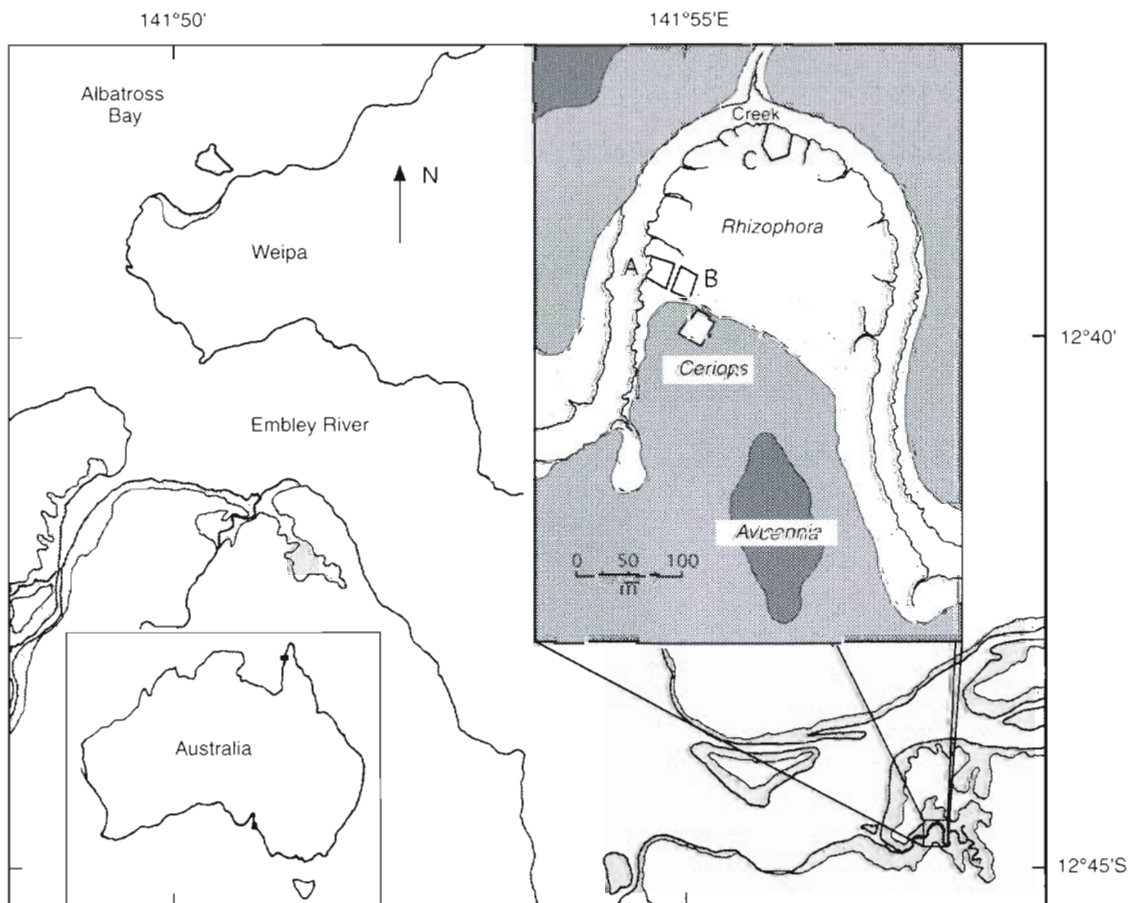 141°50'
141°55'E
Albatross
Bay
N
Weipa
Embley River
Creek
C
Rhizophora
A
B
Ceriops
Avicennia
0 50 100
m
12°40'
Australia
12°45'S